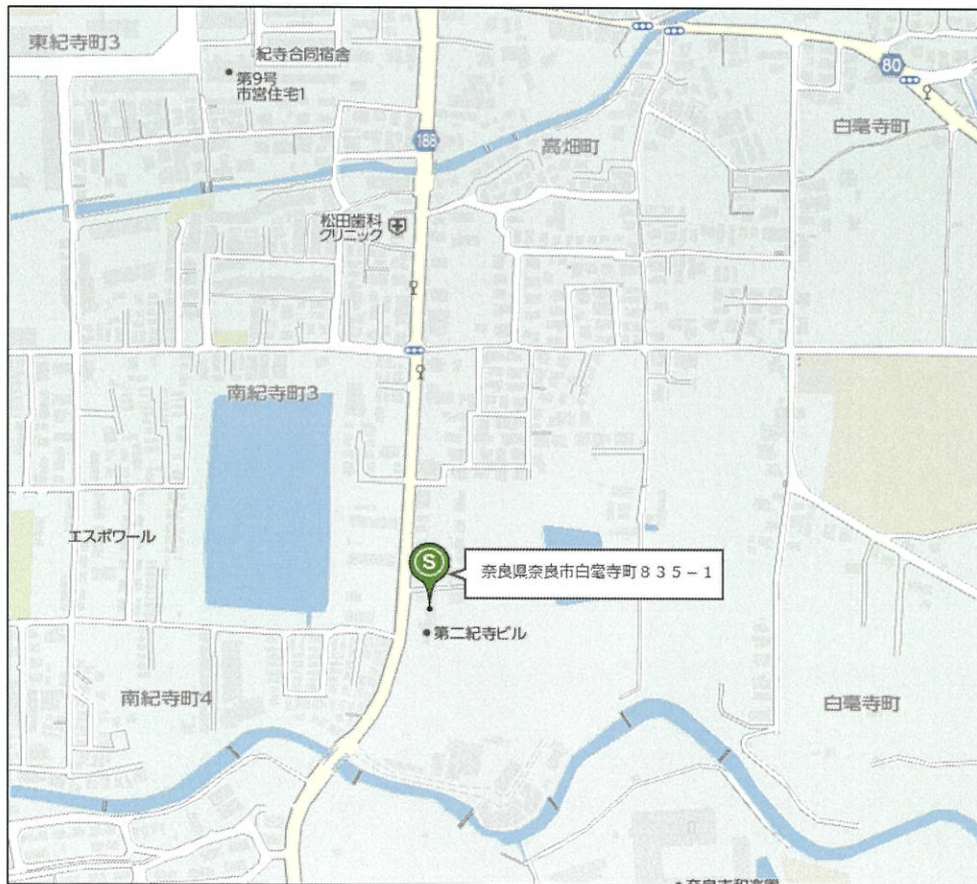 東紀寺町3
紀寺合同宿舎
第9号
市営住宅1
80
白毫寺町
188
高畑町
松田歯科
クリニック
南紀寺町3
エスポワール
S
奈良県奈良市白毫寺町835-1
第二紀寺ビル
南紀寺町4
白毫寺町